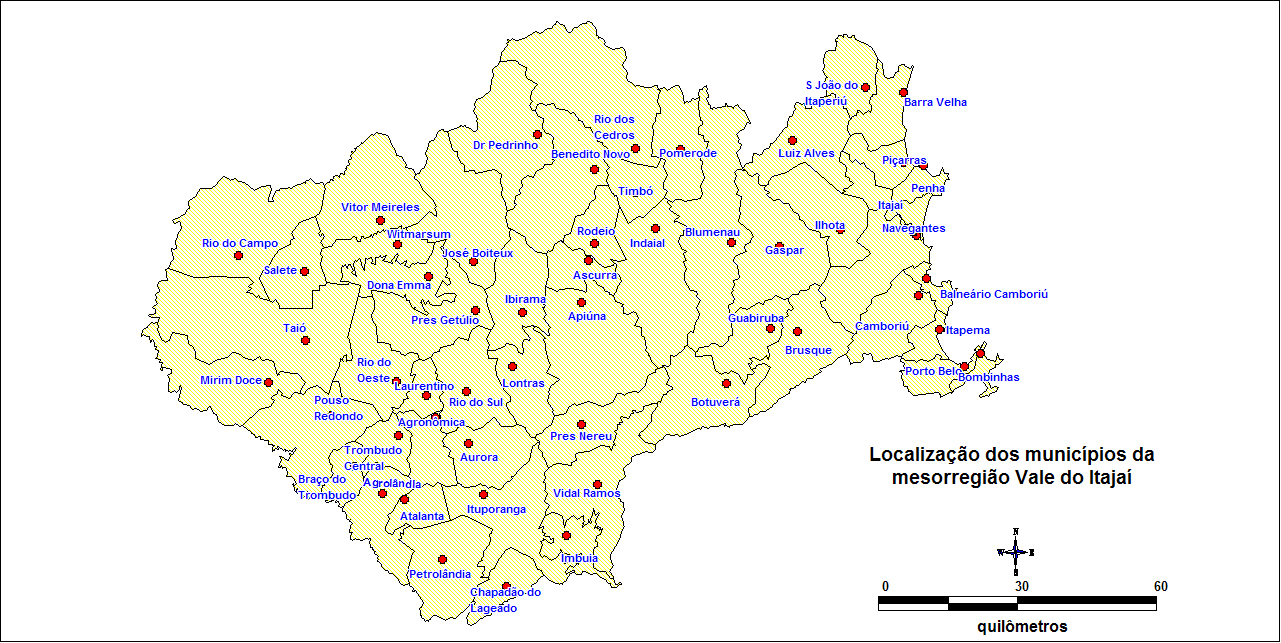 S João do
Itaperiú
Barra Velha
Rio dos
Cedros
Dr Pedrinho
Benedito Novo
Pomerode
Luiz Alves
Piçarras
Timbó
Penha
Vitor Meireles
Itajaí
Witmarsum
Rodeio
Blumenau
Ilhota
Navegantes
Rio do Campo
José Boiteux
Indaial
Gaspar
Salete
Ascurra
Dona Emma
Balneário Camboriú
Ibirama
Apiúna
Pres Getúlio
Guabiruba
Taió
Camboriú
Itapema
Brusque
Rio do
Oeste
Mirim Doce
Laurentino
Lontras
Porto Belo
Bombinhas
Pouso
Redondo
Rio do Sul
Botuverá
Agronômica
Pres Nereu
Trombudo
Central
Aurora
Localização dos municípios da
mesorregião Vale do Itajaí
Braço do
Trombudo
Agrolândia
Vidal Ramos
Atalanta
Ituporanga
Imbuia
Petrolândia
Chapadão do
Lageado
N
W
E
S
0 30 60
quilômetros